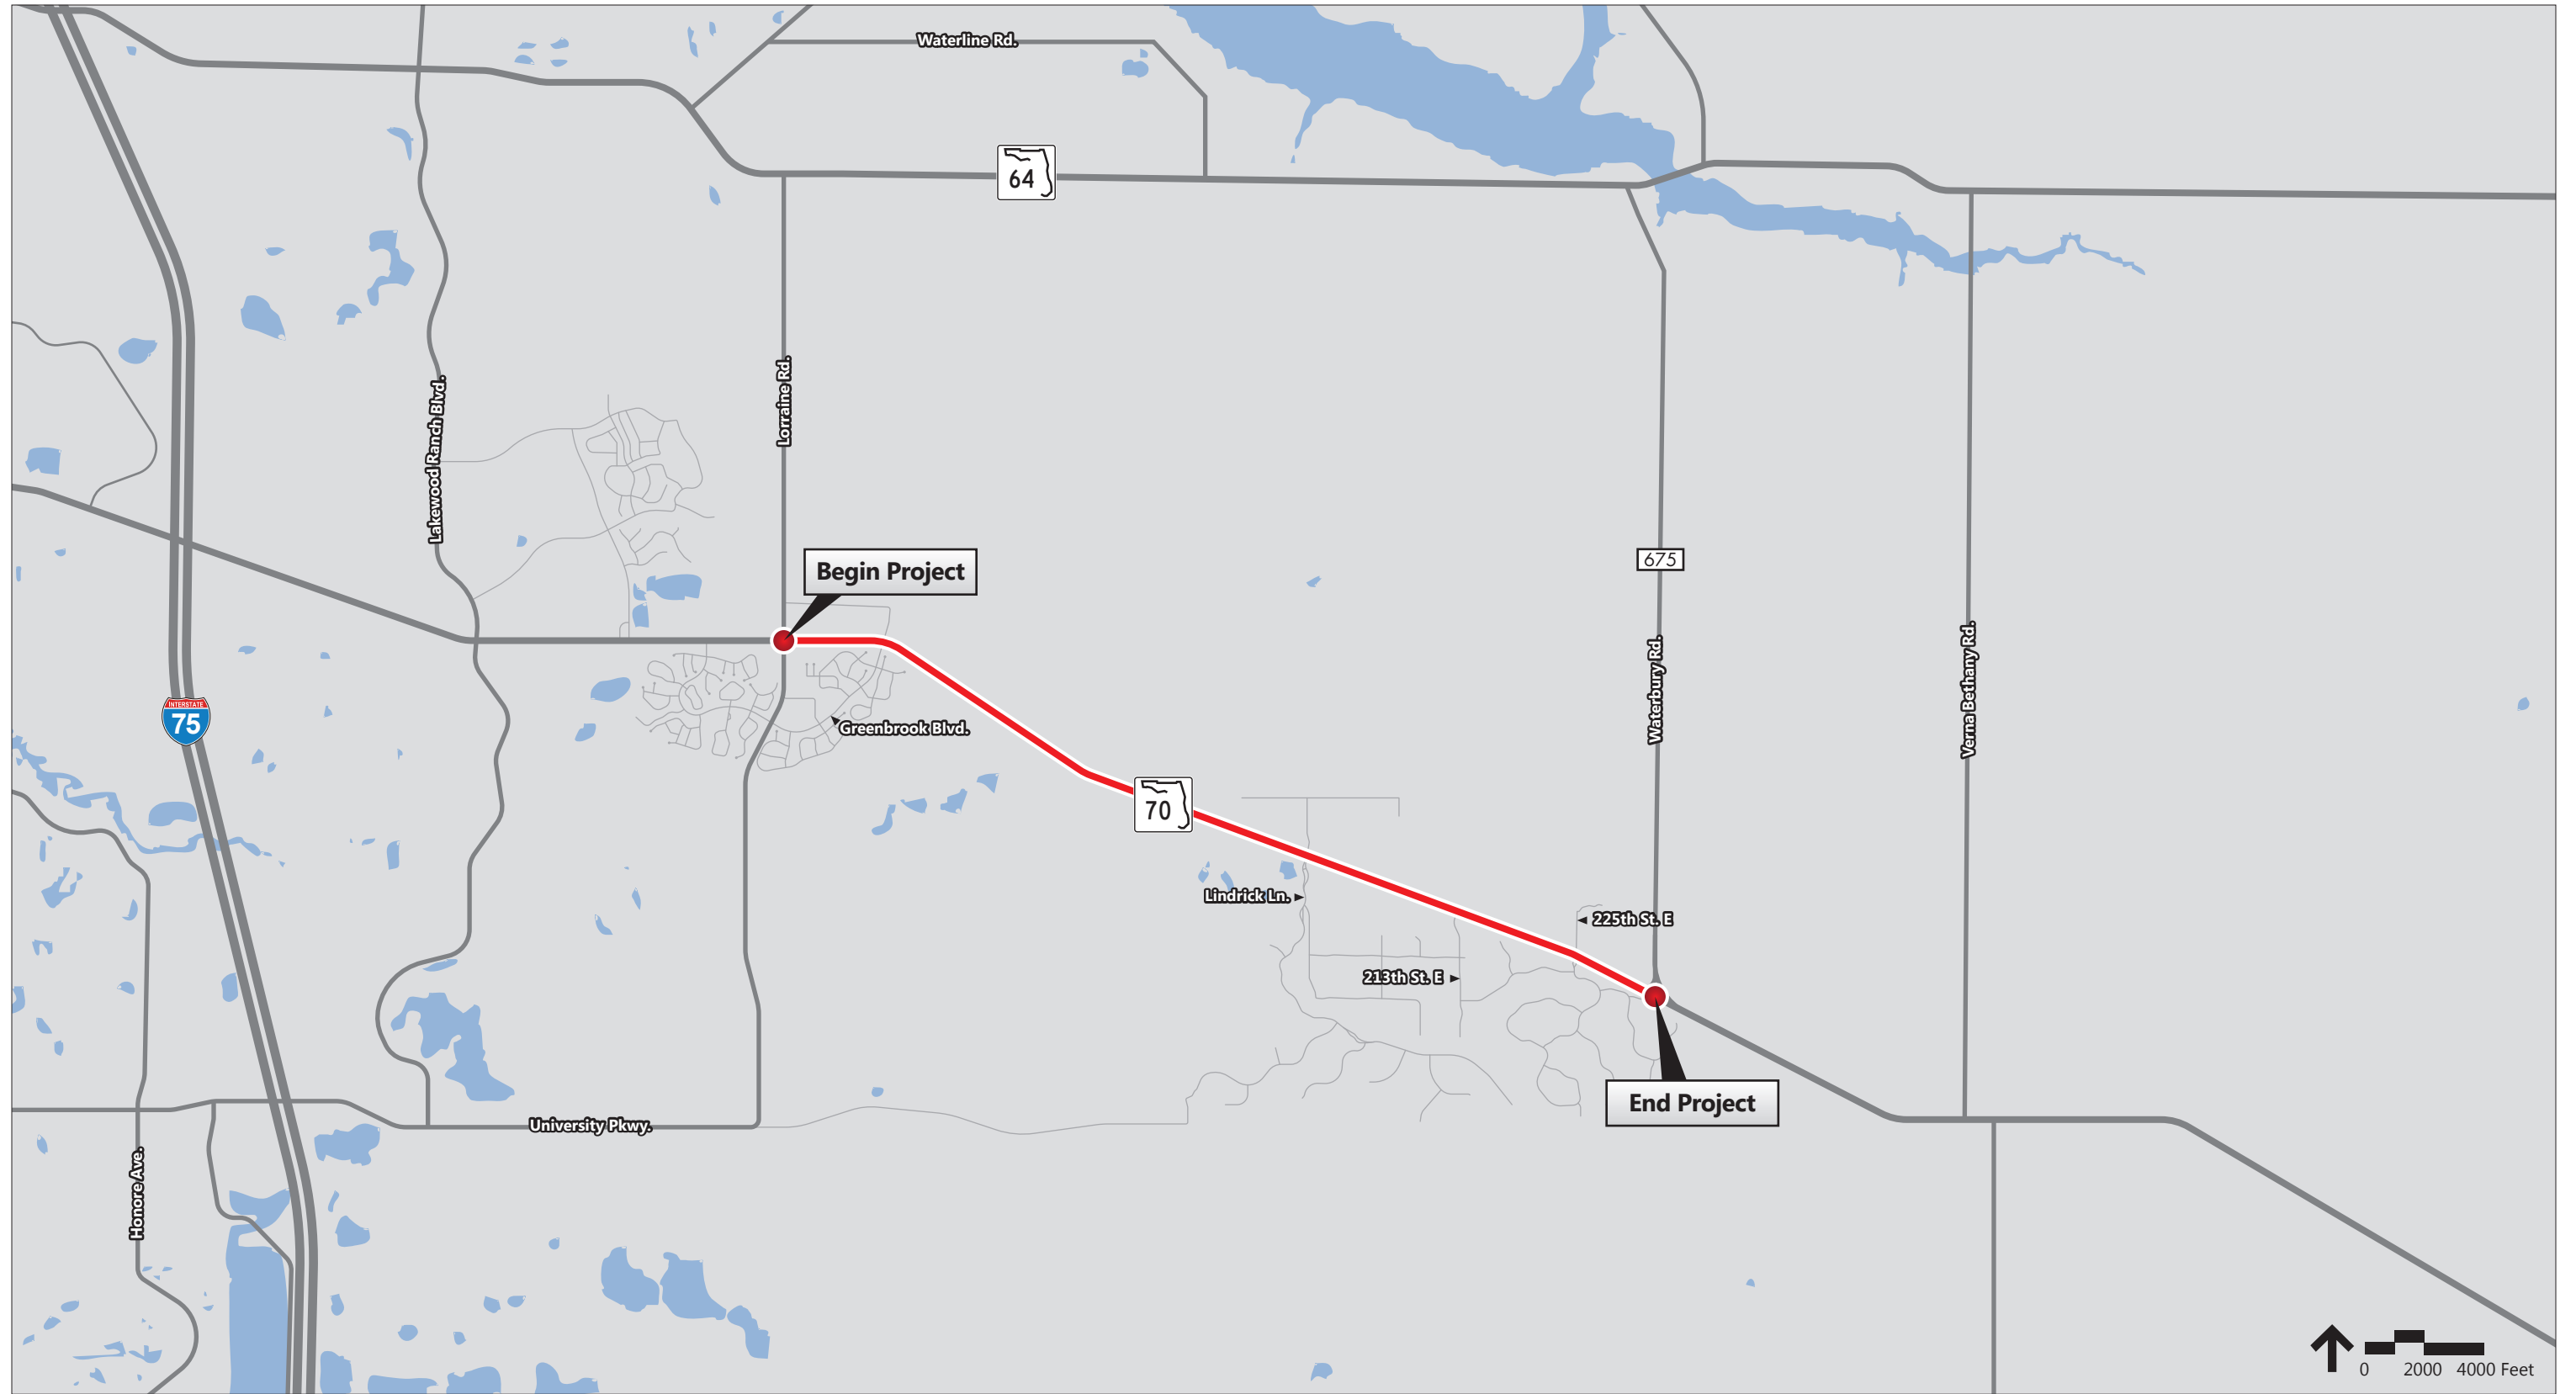 Waterline Rd.
64
Lakewood Ranch Blvd.
Lorraine Rd.
Begin Project
675
Waterbury Rd.
Verna Bethany Rd.
INTERSTATE
75
Greenbrook Blvd.
70
Lindrick Ln.
225th St. E
213th St. E
End Project
University Pkwy.
Honore Ave.
0 2000 4000 Feet